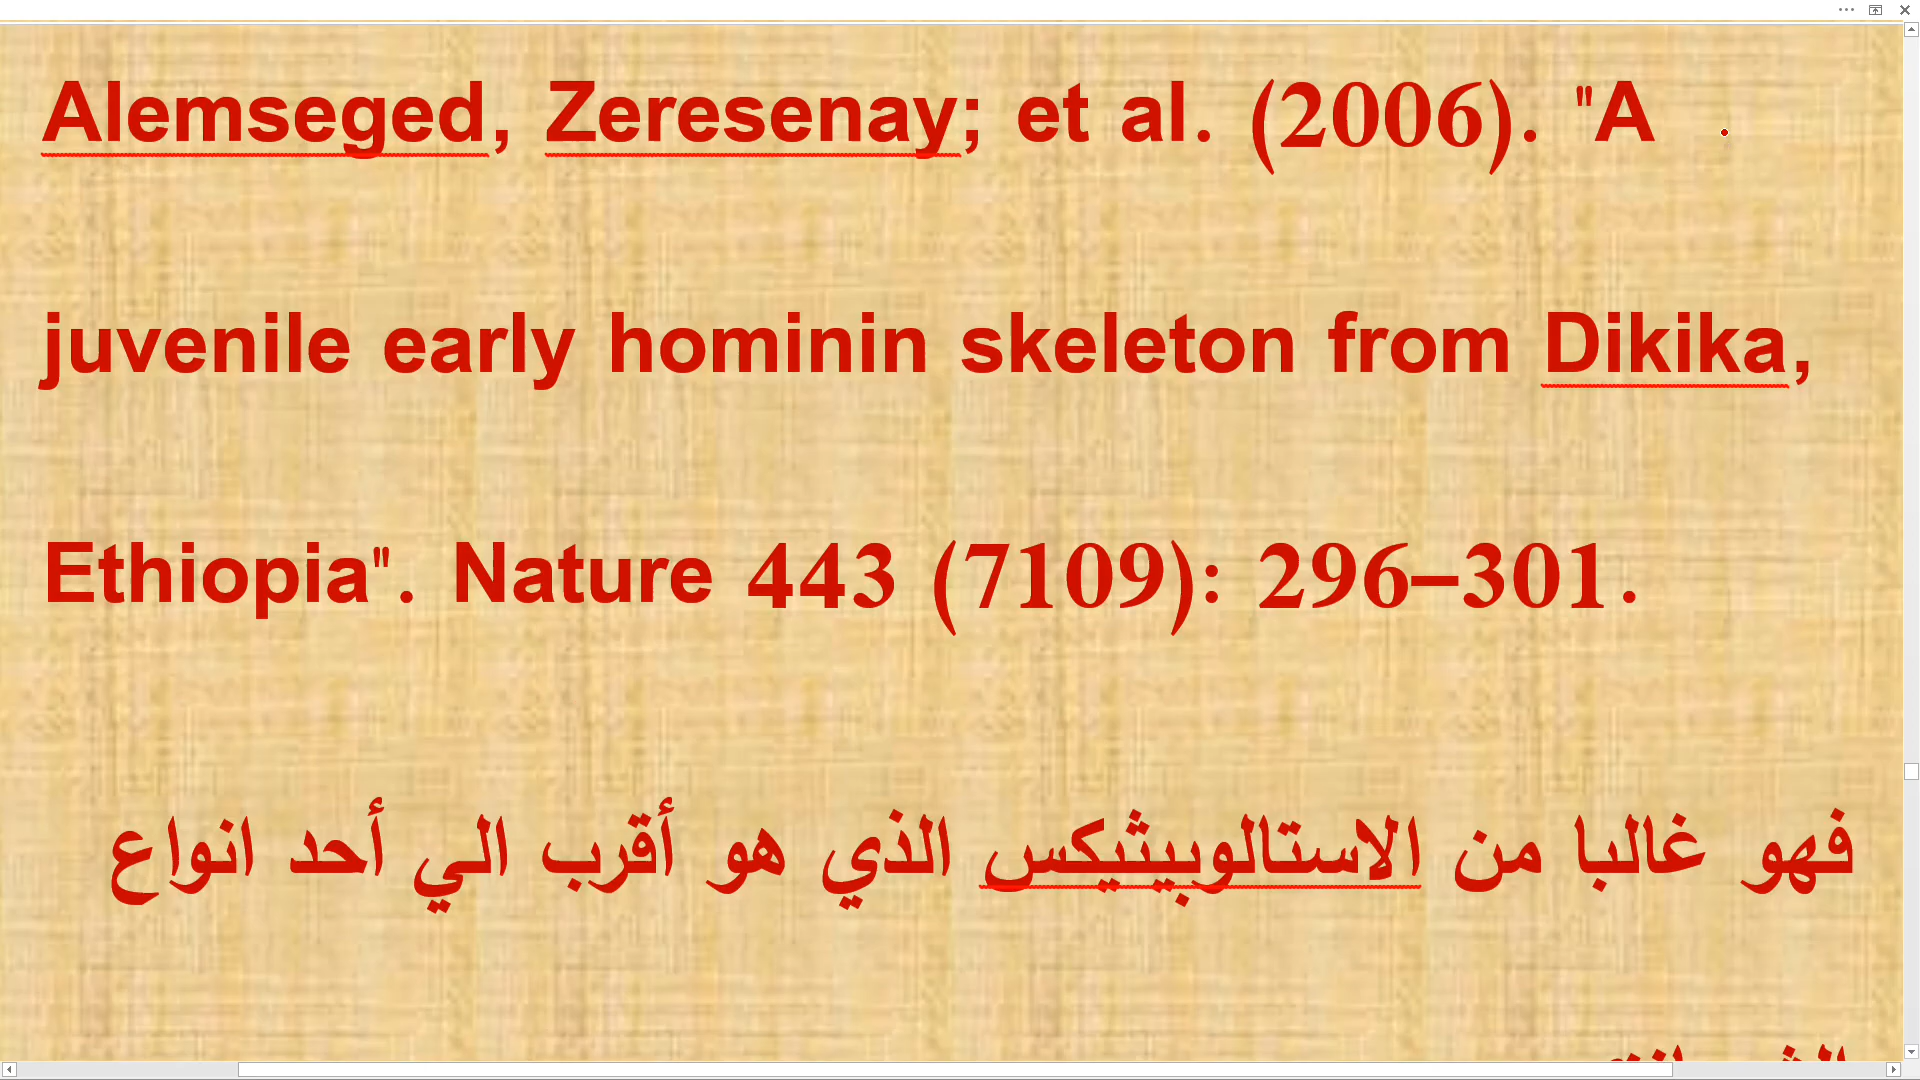 Alemseged, Zeresenay; et al. (2006). "A .
juvenile early hominin skeleton from Dikika,
Ethiopia". Nature 443 (7109): 296–301.
فهو غالبا من الاستالوبيثيكس الذي هو أقرب الي أحد انواع